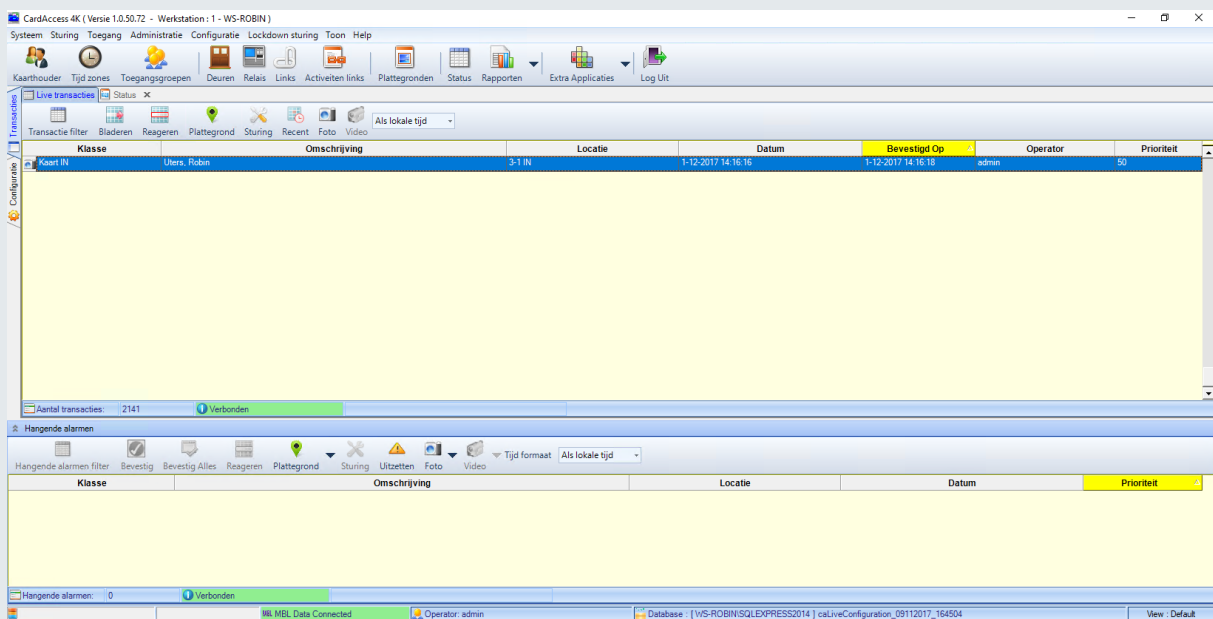 CardAccess 4K ( Versie 1.0.50.72 - Werkstation : 1 - WS-ROBIN )
Systeem Sturing Toegang Administratie Configuratie Lockdown sturing Toon Help
Kaarthouder Tijd zones Toegangsgroepen Deuren Relais Links Activeiten links Plattegronden Status Rapporten Extra Applicaties Log Uit
Transacties
Configuratie
Live transacties Status
Transactie filter Bladeren Reageren Plattegrond Sturing Recent Foto Video Als lokale tijd
Klasse Omschrijving Locatie Datum Bevestigd Op Operator Prioriteit
Kaart IN Uters, Robin 3-1 IN 1-12-2017 14:16:16 1-12-2017 14:16:18 admin 50
Aantal transacties: 2141 Verbonden
Hangende alarmen
Hangende alarmen filter Bevestig Bevestig Alles Reageren Plattegrond Sturing Uitzetten Foto Video Tijd formaat Als lokale tijd
Klasse Omschrijving Locatie Datum Prioriteit
Hangende alarmen: 0 Verbonden
MBL MBL Data Connected Operator: admin Database : [ WS-ROBIN\SQLEXPRESS2014 ] caLiveConfiguration_09112017_164504 View : Default